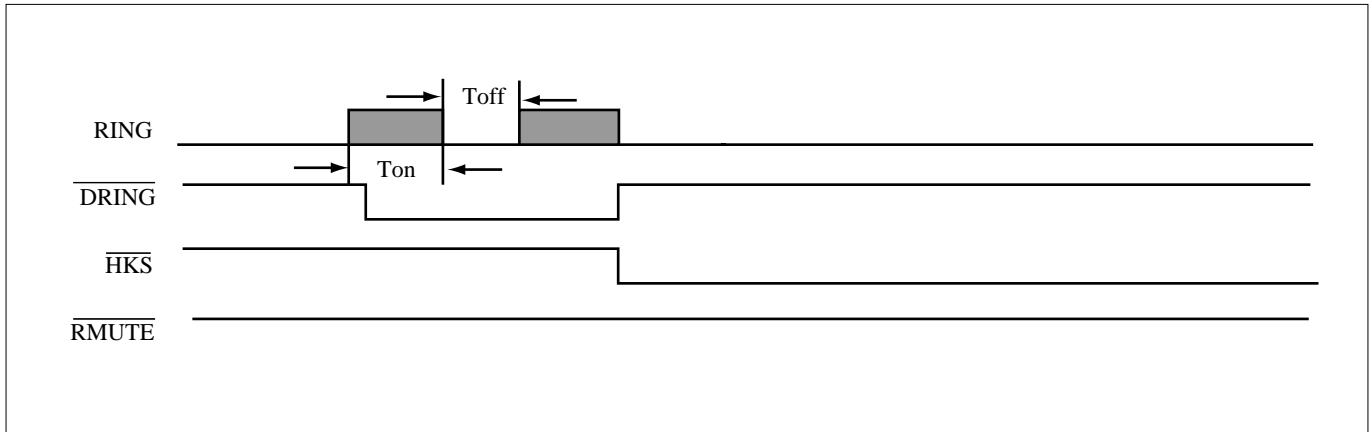 Toff
RING
Ton
DRING
HKS
RMUTE